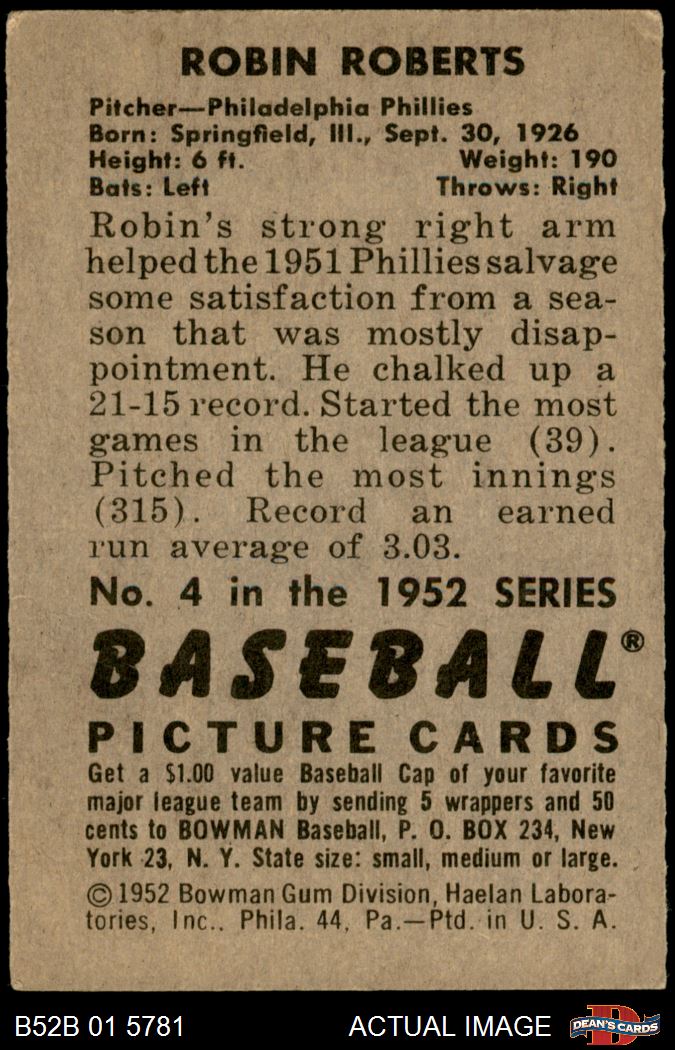 ROBIN ROBERTS
Pitcher—Philadelphia Phillies
Born: Springfield, Ill., Sept. 30, 1926
Height: 6 ft. Weight: 190
Bats: Left Throws: Right
Robin's strong right arm
helped the 1951 Phillies salvage
some satisfaction from a sea-
son that was mostly disap-
pointment. He chalked up a
21-15 record. Started the most
games in the league (39).
Pitched the most innings
(315). Record an earned
run average of 3.03.
No. 4 in the 1952 SERIES
BASEBALL®
PICTURE CARDS
Get a $1.00 value Baseball Cap of your favorite
major league team by sending 5 wrappers and 50
cents to BOWMAN Baseball, P. O. BOX 234, New
York 23, N. Y. State size: small, medium or large.
© 1952 Bowman Gum Division, Haelan Labora-
tories, Inc.. Phila. 44, Pa.—Ptd. in U. S. A.
B52B 01 5781 ACTUAL IMAGE D DEAN'S CARDS